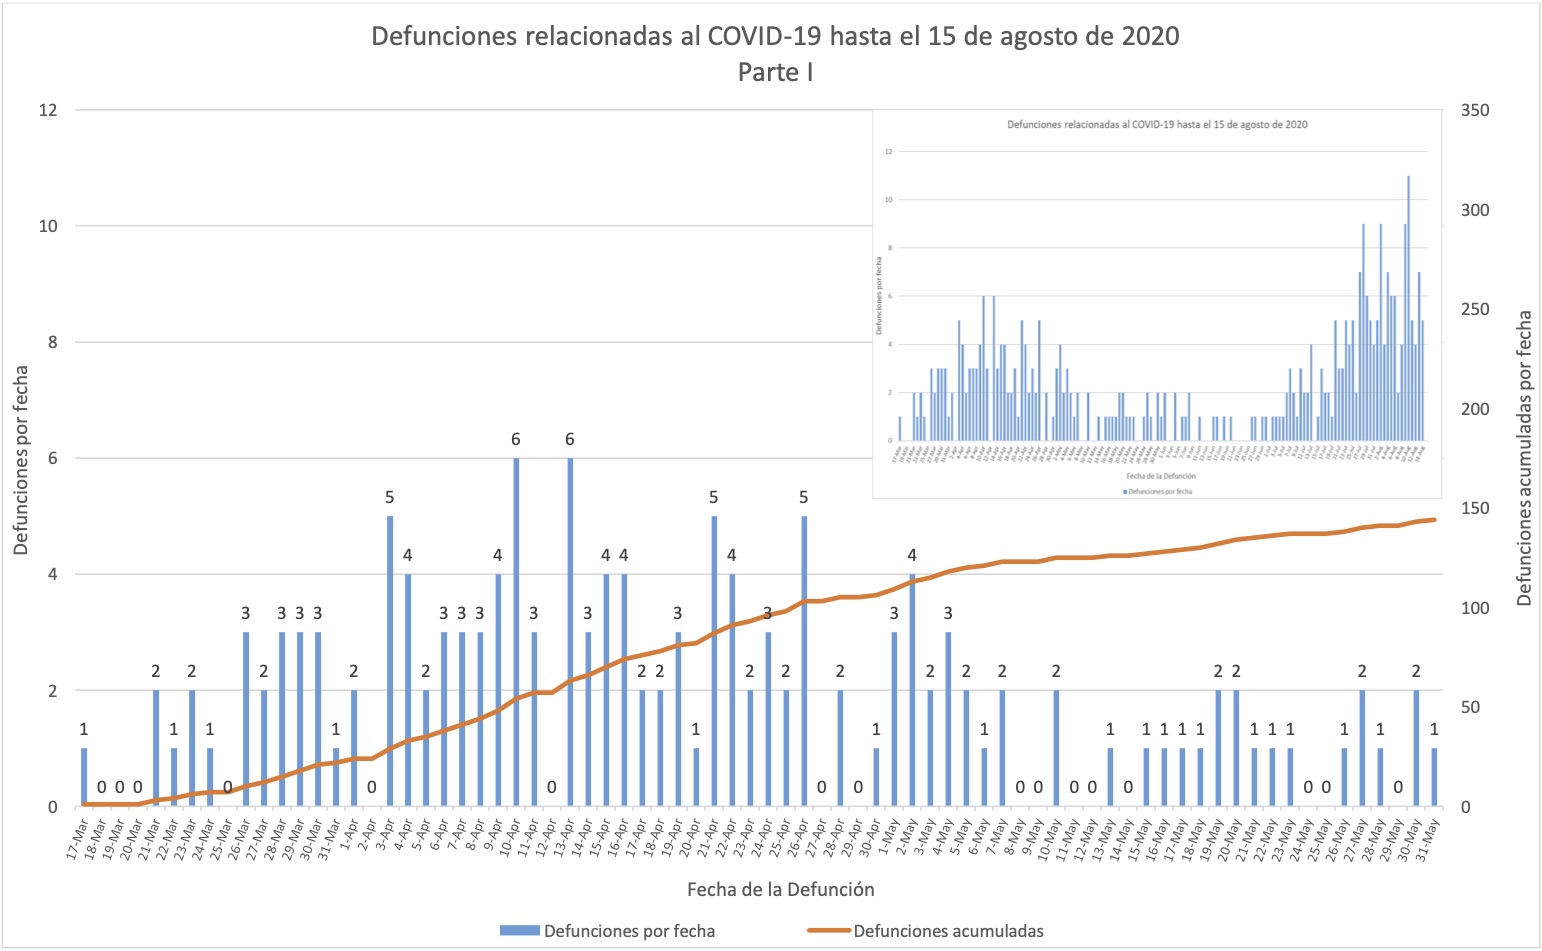 Defunciones relacionadas al COVID-19 hasta el 15 de agosto de 2020
Parte I
Defunciones por fecha
12
10
8
6
4
2
0
1 0 0 0 2 1 2 1 0 3 2 3 3 3 1 2 0 5 4 2 3 3 3 4 6 3 0 6 3 4 4 2 2 3 1 5 4 2 3 2 5 0 2 0 1 3 4 2 3 2 1 2 0 0 2 0 0 1 0 1 1 1 1 2 2 1 1 1 0 0 1 2 1 0 2 1
Defunciones relacionadas al COVID-19 hasta el 15 de agosto de 2020
Defunciones por fecha
12
10
8
6
4
2
0
Fecha de la Defunción
Defunciones por fecha
350
300
250
200
150
100
50
0
Defunciones acumuladas por fecha
17-Mar 18-Mar 19-Mar 20-Mar 21-Mar 22-Mar 23-Mar 24-Mar 25-Mar 26-Mar 27-Mar 28-Mar 29-Mar 30-Mar 31-Mar 1-Apr 2-Apr 3-Apr 4-Apr 5-Apr 6-Apr 7-Apr 8-Apr 9-Apr 10-Apr 11-Apr 12-Apr 13-Apr 14-Apr 15-Apr 16-Apr 17-Apr 18-Apr 19-Apr 20-Apr 21-Apr 22-Apr 23-Apr 24-Apr 25-Apr 26-Apr 27-Apr 28-Apr 29-Apr 30-Apr 1-May 2-May 3-May 4-May 5-May 6-May 7-May 8-May 9-May 10-May 11-May 12-May 13-May 14-May 15-May 16-May 17-May 18-May 19-May 20-May 21-May 22-May 23-May 24-May 25-May 26-May 27-May 28-May 29-May 30-May 31-May
Fecha de la Defunción
Defunciones por fecha
Defunciones acumuladas